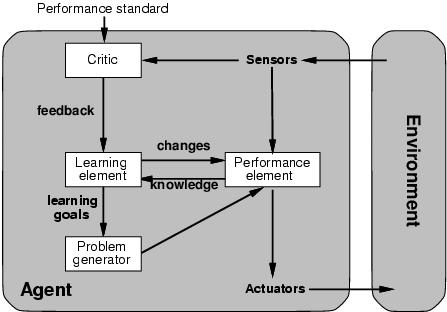 Performance standard
Critic
Sensors
feedback
changes
Learning
element
Performance
element
knowledge
learning
goals
Problem
generator
Agent
Actuators
Environment